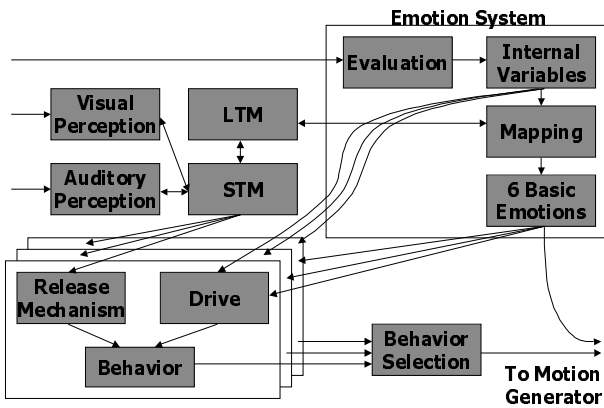 Emotion System
Evaluation
Internal
Variables
Visual
Perception
LTM
Mapping
Auditory
Perception
STM
6 Basic
Emotions
Release
Mechanism
Drive
Behavior
Behavior
Selection
To Motion
Generator